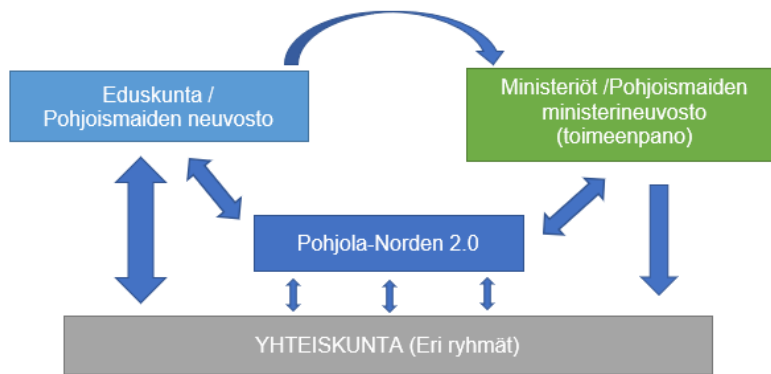 Eduskunta /
Pohjoismaiden neuvosto
Ministeriöt /Pohjoismaiden
ministerineuvosto
(toimeenpano)
Pohjola-Norden 2.0
YHTEISKUNTA (Eri ryhmät)